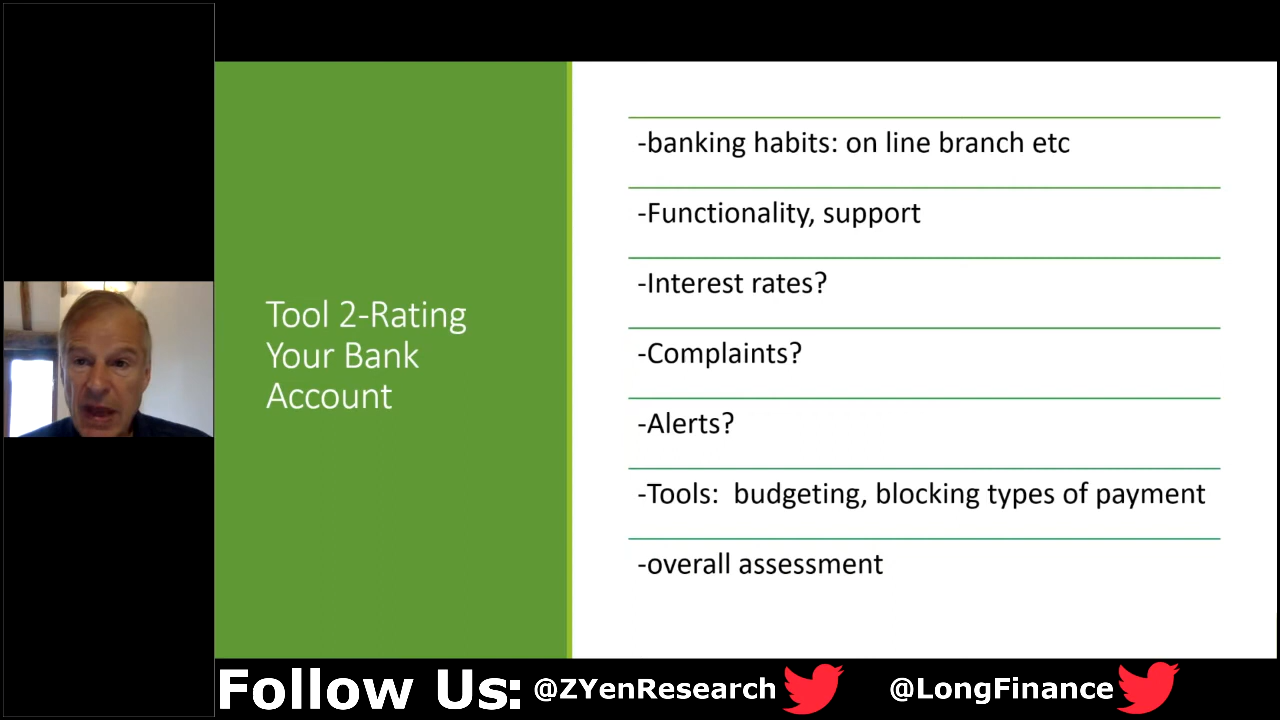 Tool 2-Rating
Your Bank
Account
-banking habits: on line branch etc
-Functionality, support
-Interest rates?
-Complaints?
-Alerts?
-Tools:  budgeting, blocking types of payment
-overall assessment
Follow Us: @ZYenResearch @LongFinance